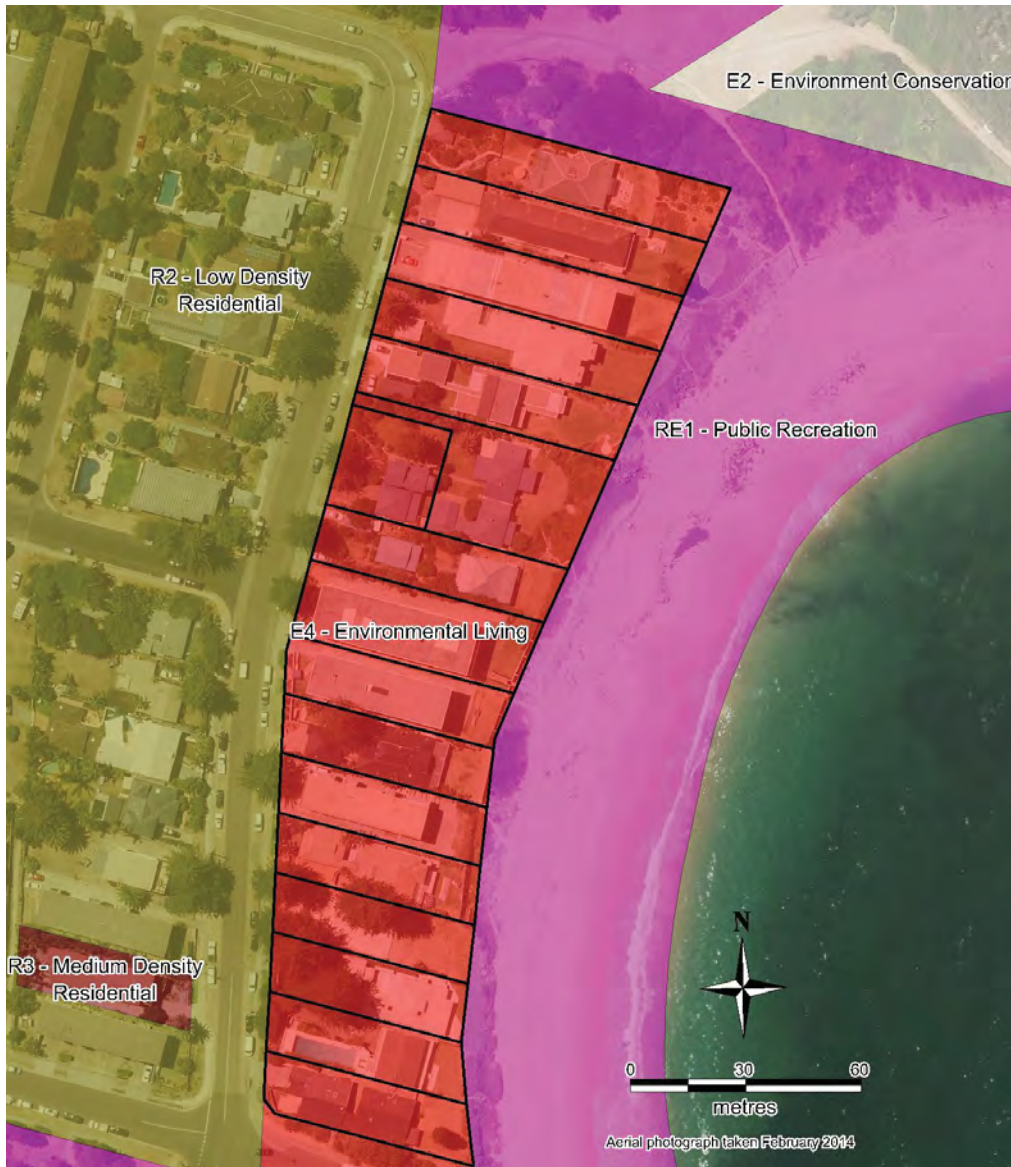 E2 - Environment Conservation
R2 - Low Density
Residential
RE1 - Public Recreation
E4 - Environmental Living
R3 - Medium Density
Residential
N
0 30 60
metres
Aerial photograph taken February 2014